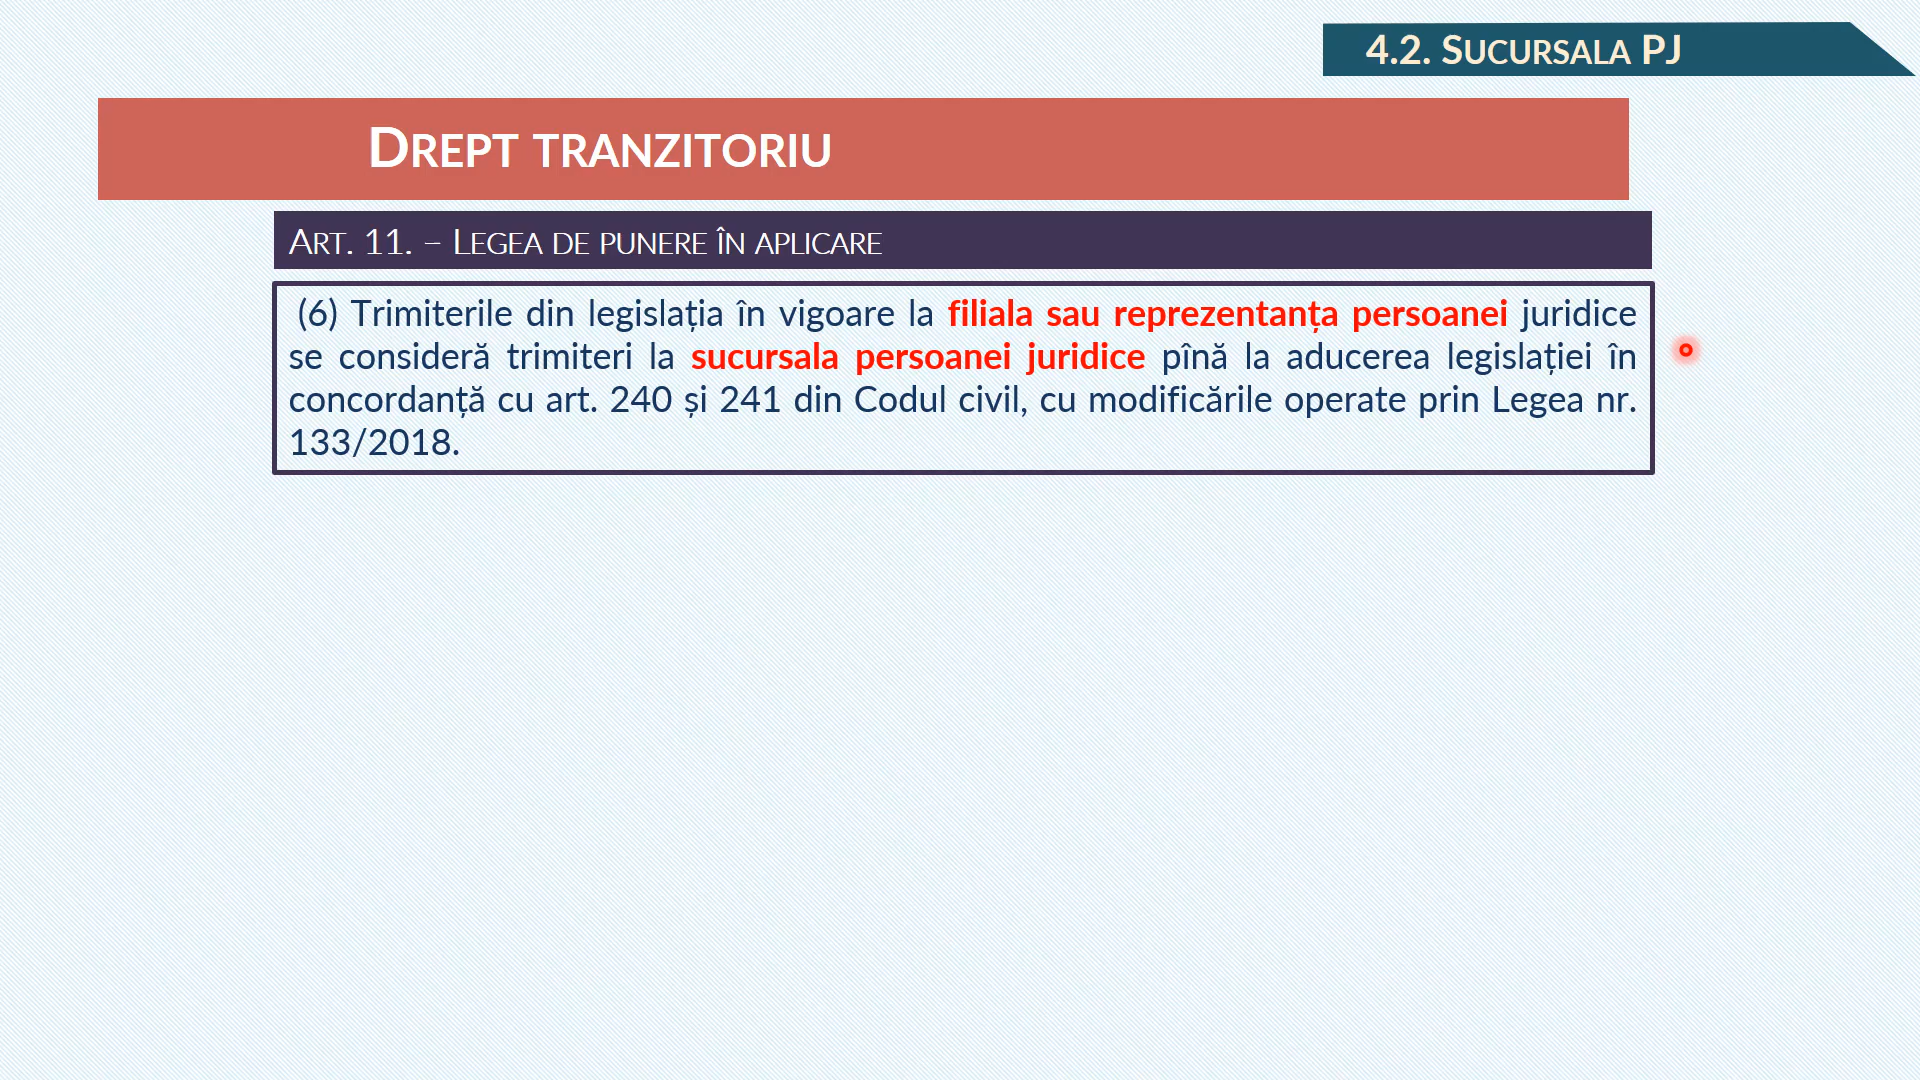 4.2. Sucursala PJ
Drept tranzitoriu
Art. 11. – Legea de punere în aplicare
(6) Trimiterile din legislația în vigoare la filiala sau reprezentanța persoanei juridice
se consideră trimiteri la sucursala persoanei juridice pînă la aducerea legislației în
concordanță cu art. 240 și 241 din Codul civil, cu modificările operate prin Legea nr.
133/2018.